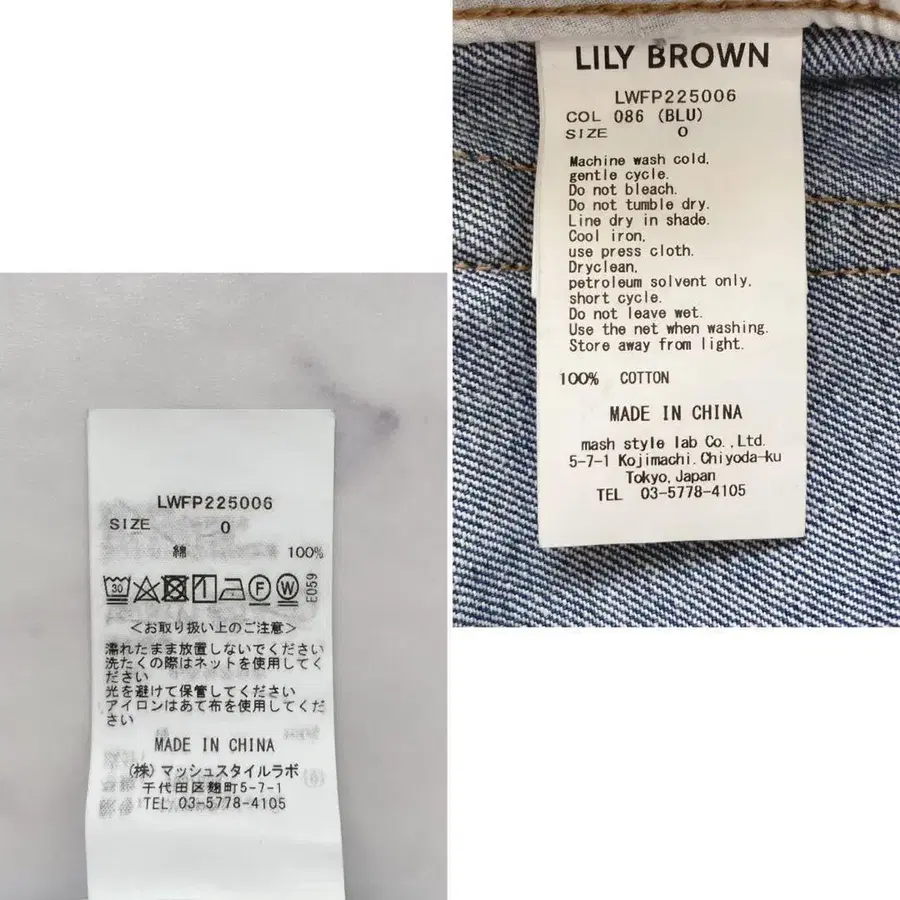 LILY BROWN
LWFP225006
COL 086 (BLU)
SIZE 0
Machine wash cold,
gentle cycle.
Do not bleach.
Do not tumble dry.
Line dry in shade.
Cool iron,
use press cloth.
Dryclean,
petroleum solvent only,
short cycle.
Do not leave wet.
Use the net when washing.
Store away from light.
100% COTTON
MADE IN CHINA
mash style lab Co.,Ltd.
5-7-1 Kojimachi,Chiyoda-ku
Tokyo,Japan
TEL 03-5778-4105
LWFP225006
SIZE 0
綿 100%
30 F W E059
＜お取り扱い上のご注意＞
濡れたまま放置しないでください
洗たくの際はネットを使用してく
ださい
光を避けて保管してください
アイロンはあて布を使用してくだ
さい
MADE IN CHINA
(株)マッシュスタイルラボ
千代田区麹町5-7-1
TEL 03-5778-4105